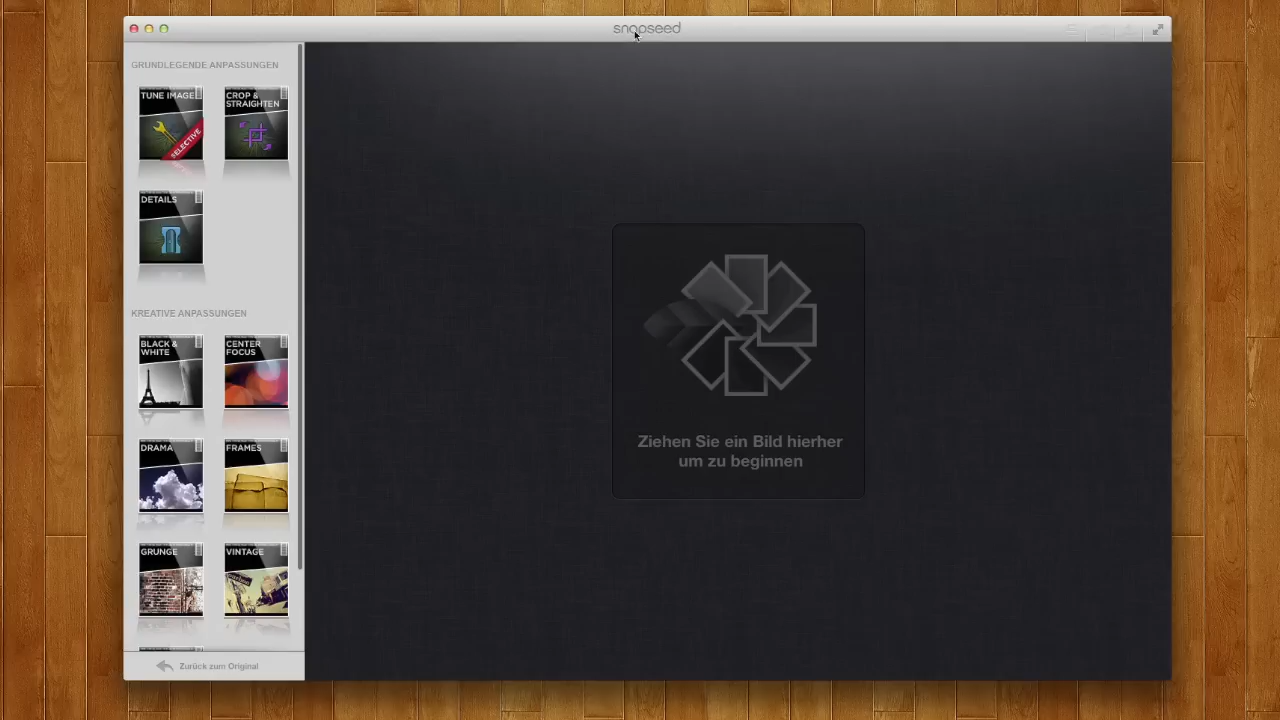 snapseed
GRUNDLEGENDE ANPASSUNGEN
TUNE IMAGE
SELECTIVE
CROP &
STRAIGHTEN
DETAILS
KREATIVE ANPASSUNGEN
BLACK &
WHITE
CENTER
FOCUS
DRAMA
FRAMES
GRUNGE
VINTAGE
Zurück zum Original
Ziehen Sie ein Bild hierher
um zu beginnen